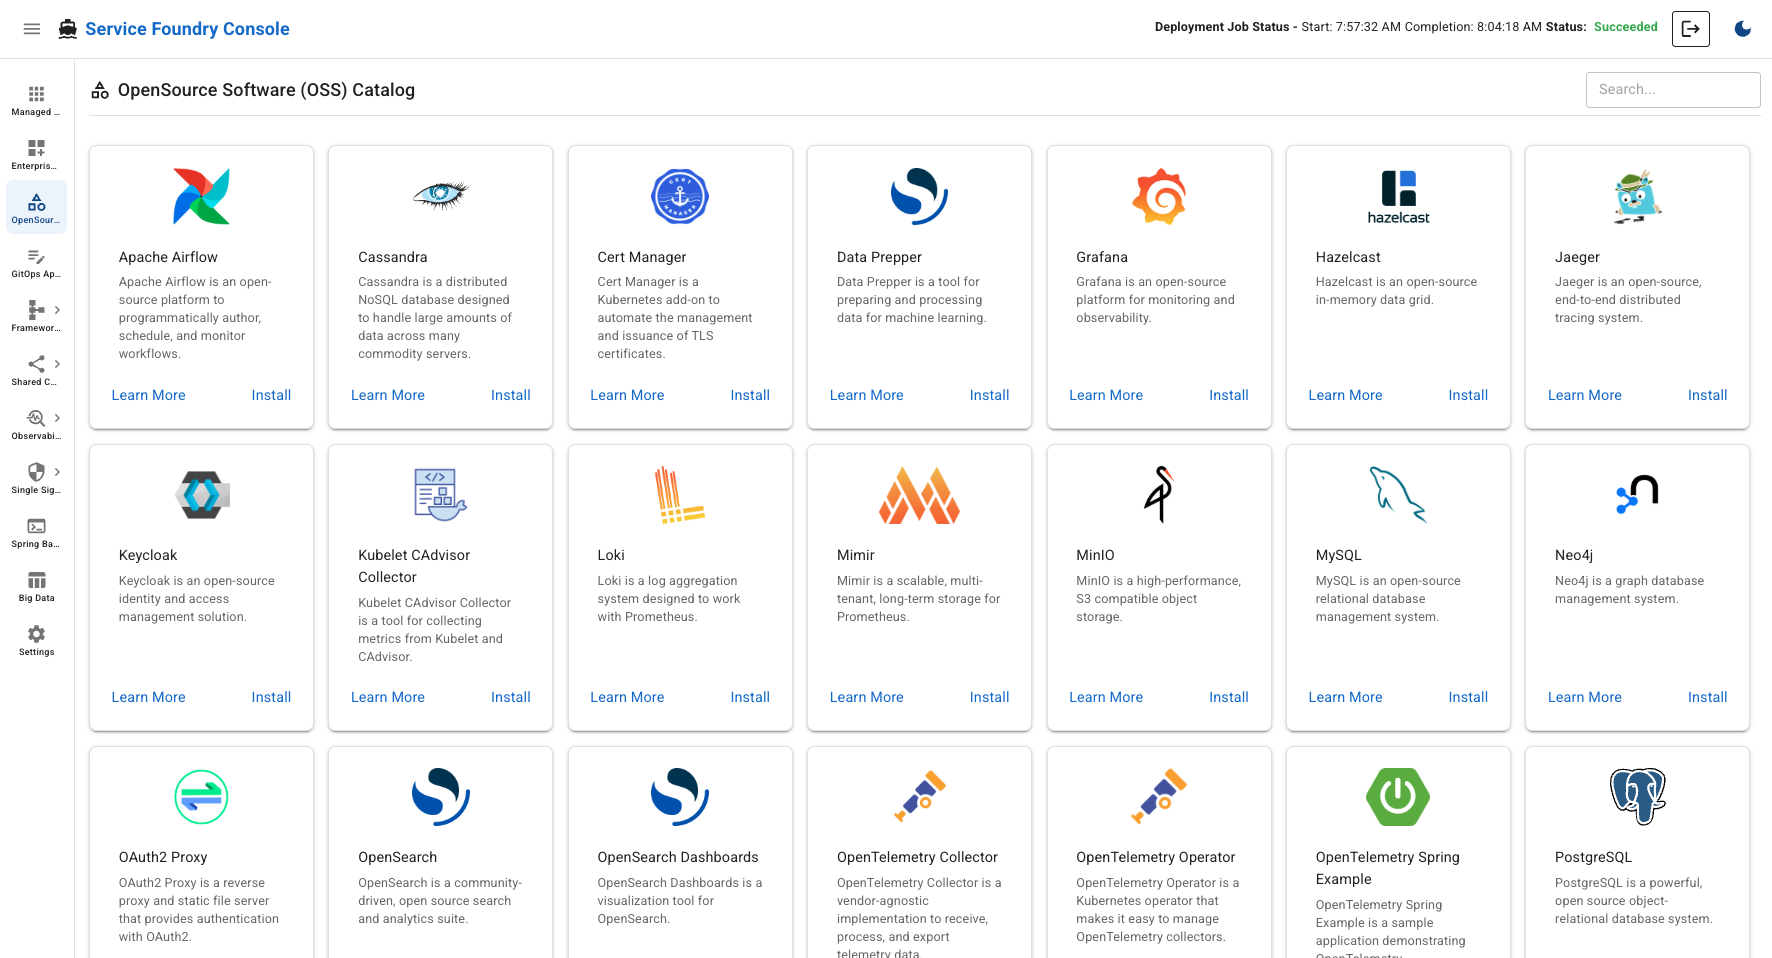 Service Foundry Console
Deployment Job Status - Start: 7:57:32 AM Completion: 8:04:18 AM Status: Succeeded
Managed ...
Enterpris...
OpenSour...
GitOps Ap...
Framewor...
Shared C...
Observabi...
Single Sig...
Spring Ba...
Big Data
Settings
OpenSource Software (OSS) Catalog
Search...
Apache Airflow
Apache Airflow is an open-
source platform to
programmatically author,
schedule, and monitor
workflows.
Learn More
Install
Cassandra
Cassandra is a distributed
NoSQL database designed
to handle large amounts of
data across many
commodity servers.
Learn More
Install
CERT
MANAGER
Cert Manager
Cert Manager is a
Kubernetes add-on to
automate the management
and issuance of TLS
certificates.
Learn More
Install
Data Prepper
Data Prepper is a tool for
preparing and processing
data for machine learning.
Learn More
Install
Grafana
Grafana is an open-source
platform for monitoring and
observability.
Learn More
Install
hazelcast
Hazelcast
Hazelcast is an open-source
in-memory data grid.
Learn More
Install
Jaeger
Jaeger is an open-source,
end-to-end distributed
tracing system.
Learn More
Install
Keycloak
Keycloak is an open-source
identity and access
management solution.
Learn More
Install
</>
Kubelet CAdvisor
Collector
Kubelet CAdvisor Collector
is a tool for collecting
metrics from Kubelet and
CAdvisor.
Learn More
Install
Loki
Loki is a log aggregation
system designed to work
with Prometheus.
Learn More
Install
Mimir
Mimir is a scalable, multi-
tenant, long-term storage for
Prometheus.
Learn More
Install
MinIO
MinIO is a high-performance,
S3 compatible object
storage.
Learn More
Install
MySQL
MySQL is an open-source
relational database
management system.
Learn More
Install
Neo4j
Neo4j is a graph database
management system.
Learn More
Install
OAuth2 Proxy
OAuth2 Proxy is a reverse
proxy and static file server
that provides authentication
with OAuth2.
OpenSearch
OpenSearch is a community-
driven, open source search
and analytics suite.
OpenSearch Dashboards
OpenSearch Dashboards is a
visualization tool for
OpenSearch.
OpenTelemetry Collector
OpenTelemetry Collector is a
vendor-agnostic
implementation to receive,
process, and export
telemetry data.
OpenTelemetry Operator
OpenTelemetry Operator is a
Kubernetes operator that
makes it easy to manage
OpenTelemetry collectors.
OpenTelemetry Spring
Example
OpenTelemetry Spring
Example is a sample
application demonstrating
OpenTelemetry
PostgreSQL
PostgreSQL is a powerful,
open source object-
relational database system.